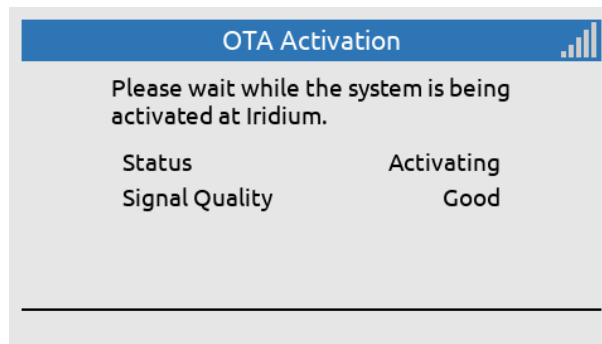 OTA Activation
Please wait while the system is being
activated at Iridium.
Status Activating
Signal Quality Good